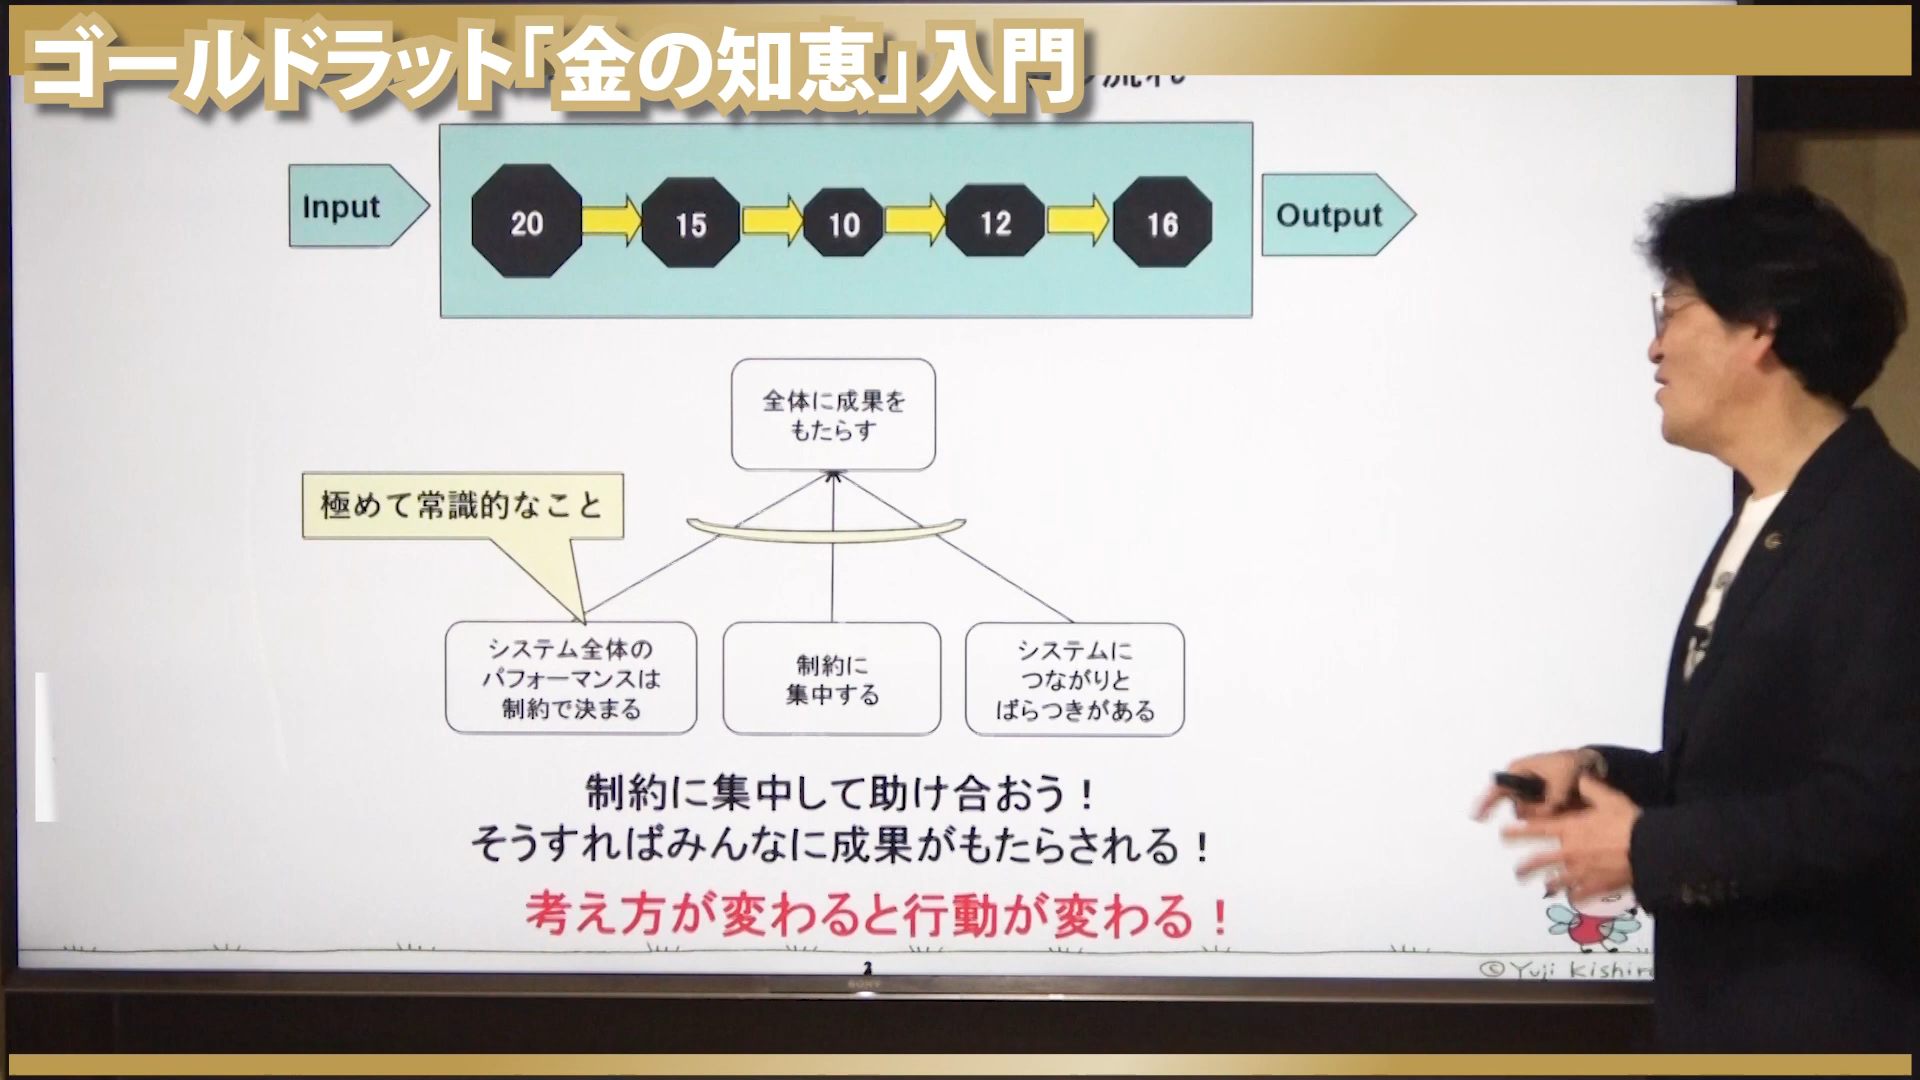 ゴールドラット「金の知恵」入門
流れ
Input
20
15
10
12
16
Output
全体に成果を
もたらす
極めて常識的なこと
システム全体の
パフォーマンスは
制約で決まる
制約に
集中する
システムに
つながりと
ばらつきがある
制約に集中して助け合おう！
そうすればみんなに成果がもたらされる！
考え方が変わると行動が変わる！
2
SONY
©Yuji Kishir